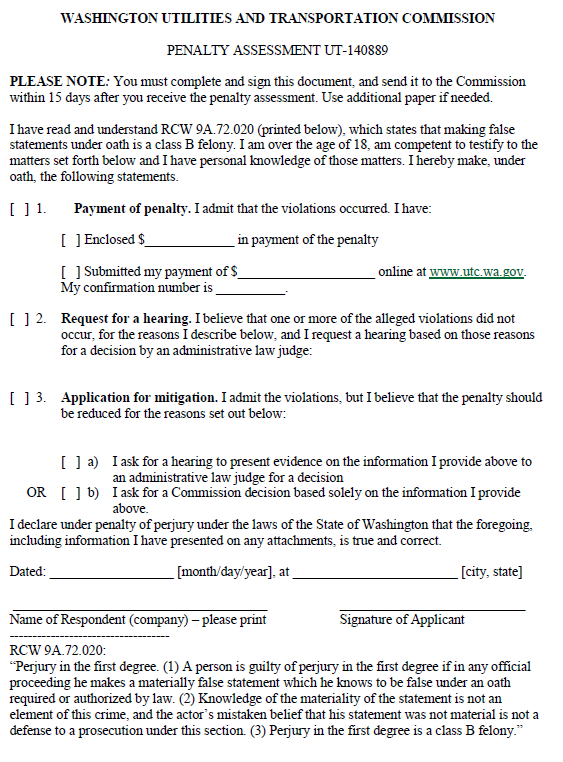 WASHINGTON UTILITIES AND TRANSPORTATION COMMISSION
PENALTY ASSESSMENT UT-140889
PLEASE NOTE: You must complete and sign this document, and send it to the Commission
within 15 days after you receive the penalty assessment. Use additional paper if needed.
I have read and understand RCW 9A.72.020 (printed below), which states that making false
statements under oath is a class B felony. I am over the age of 18, am competent to testify to the
matters set forth below and I have personal knowledge of those matters. I hereby make, under
oath, the following statements.
[ ] 1. Payment of penalty. I admit that the violations occurred. I have:
[ ] Enclosed $______________ in payment of the penalty
[ ] Submitted my payment of $_____________________ online at www.utc.wa.gov.
My confirmation number is ___________.
[ ] 2. Request for a hearing. I believe that one or more of the alleged violations did not
occur, for the reasons I describe below, and I request a hearing based on those reasons
for a decision by an administrative law judge:
[ ] 3. Application for mitigation. I admit the violations, but I believe that the penalty should
be reduced for the reasons set out below:
[ ] a) I ask for a hearing to present evidence on the information I provide above to
an administrative law judge for a decision
OR [ ] b) I ask for a Commission decision based solely on the information I provide
above.
I declare under penalty of perjury under the laws of the State of Washington that the foregoing,
including information I have presented on any attachments, is true and correct.
Dated: ___________________ [month/day/year], at __________________________ [city, state]
Name of Respondent (company) – please print Signature of Applicant
-----------------------------------
RCW 9A.72.020:
“Perjury in the first degree. (1) A person is guilty of perjury in the first degree if in any official
proceeding he makes a materially false statement which he knows to be false under an oath
required or authorized by law. (2) Knowledge of the materiality of the statement is not an
element of this crime, and the actor’s mistaken belief that his statement was not material is not a
defense to a prosecution under this section. (3) Perjury in the first degree is a class B felony.”